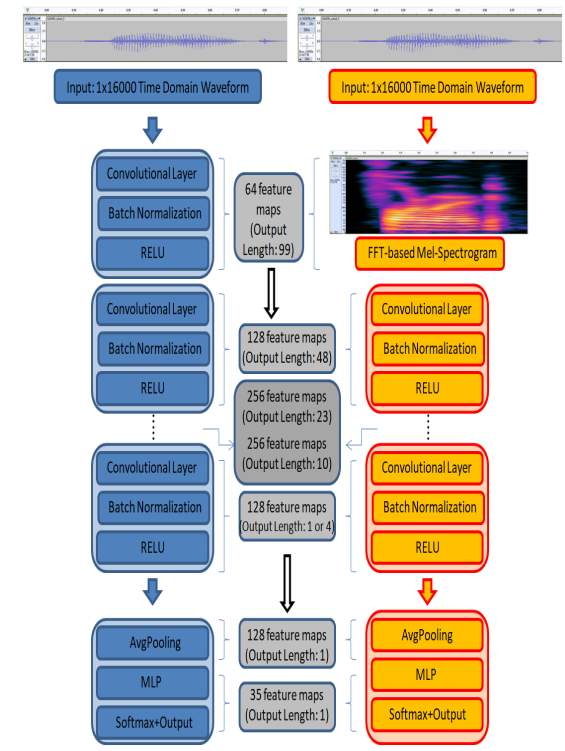 Input: 1x16000 Time Domain Waveform
Input: 1x16000 Time Domain Waveform
Convolutional Layer
Batch Normalization
RELU
64 feature
maps
(Output
Length: 99)
FFT-based Mel-Spectrogram
Convolutional Layer
Batch Normalization
RELU
128 feature maps
(Output Length: 48)
Convolutional Layer
Batch Normalization
RELU
256 feature maps
(Output Length: 23)
256 feature maps
(Output Length: 10)
Convolutional Layer
Batch Normalization
RELU
128 feature maps
(Output Length: 1 or 4)
Convolutional Layer
Batch Normalization
RELU
AvgPooling
MLP
Softmax+Output
128 feature maps
(Output Length: 1)
35 feature maps
(Output Length: 1)
AvgPooling
MLP
Softmax+Output